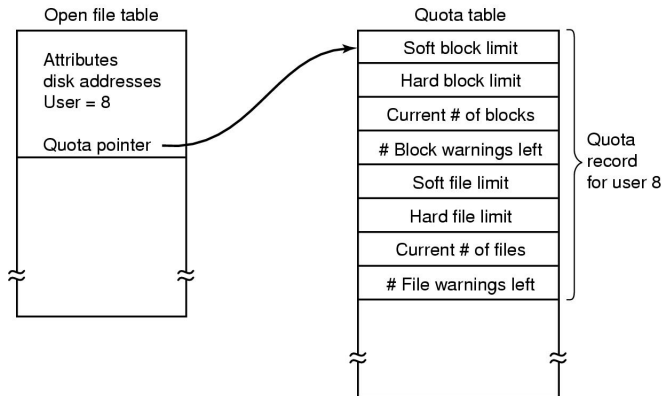 Open file table
Attributes
disk addresses
User = 8
Quota pointer
Quota table
Soft block limit
Hard block limit
Current # of blocks
# Block warnings left
Soft file limit
Hard file limit
Current # of files
# File warnings left
Quota
record
for user 8